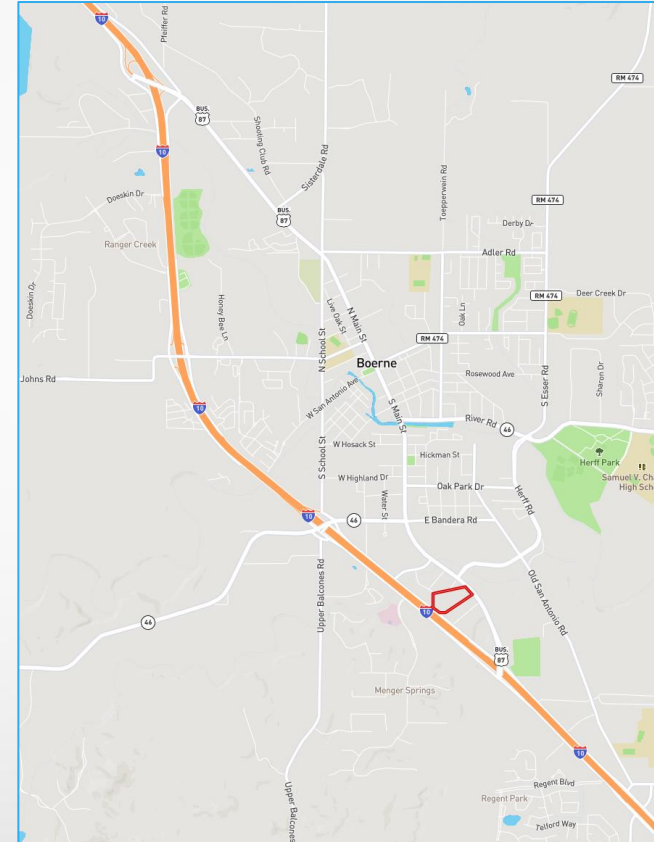 10
Pfeiffer Rd
RM 474
BUS.
87
Shooting Club Rd
Sisterdale Rd
10
Toepperwein Rd
Doeskin Dr
RM 474
BUS.
87
Derby Dr
Ranger Creek
Adler Rd
Doeskin Dr
Honey Bee Ln
Live Oak St
N Main St
Oak Ln
RM 474
Deer Creek Dr
N School St
RM 474
Boerne
Johns Rd
Rosewood Ave
S Esser Rd
Sharon Dr
W San Antonio Ave
10
S Main St
River Rd
46
S School St
W Hosack St
Hickman St
Herff Park
W Highland Dr
Samuel V. Ch
High Sch
Water St
Oak Park Dr
Herff Rd
10
46
E Bandera Rd
Upper Balcones Rd
Old San Antonio Rd
46
10
BUS.
87
Menger Springs
10
Regent Blvd
Upper Balcones
Regent Park
Telford Way